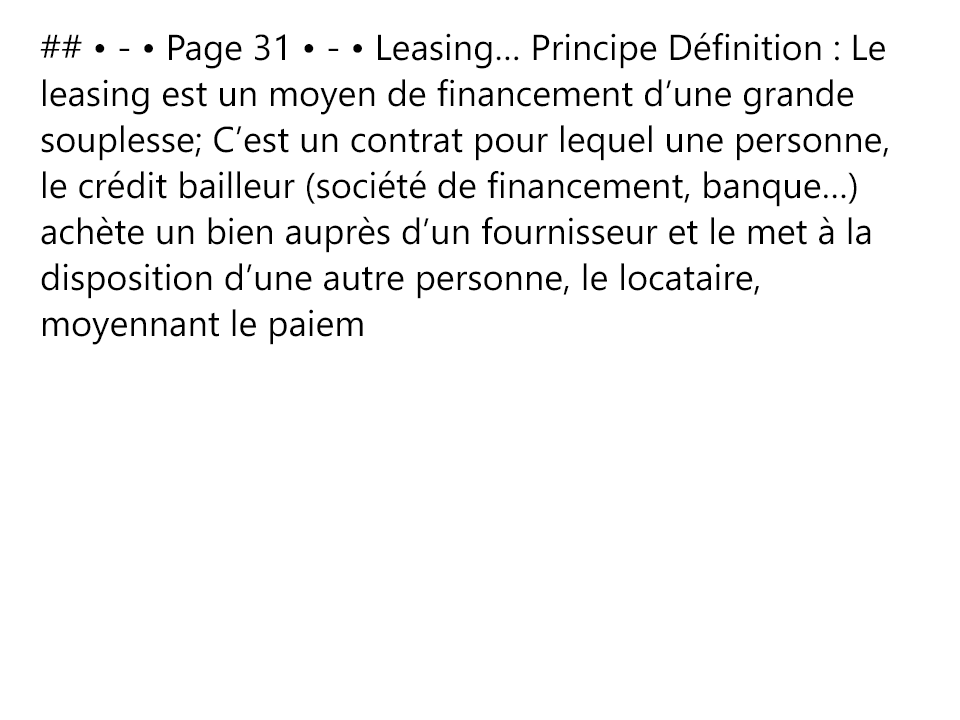 ## • - • Page 31 • - • Leasing… Principe Définition : Le
leasing est un moyen de financement d’une grande
souplesse; C’est un contrat pour lequel une personne,
le crédit bailleur (société de financement, banque…)
achète un bien auprès d’un fournisseur et le met à la
disposition d’une autre personne, le locataire,
moyennant le paiem